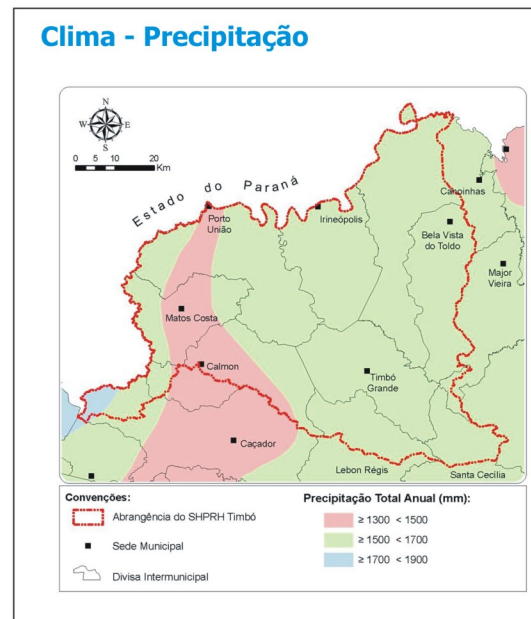 Clima - Precipitação
N
W E
S
0 5 10 20
Km
Estado do Paraná
Porto
União
Irineópolis
Canoinhas
Bela Vista
do Toldo
Major
Vieira
Matos Costa
Calmon
Timbó
Grande
Caçador
Lebon Régis
Santa Cecília
Convenções:
Abrangência do SHPRH Timbó
Sede Municipal
Divisa Intermunicipal
Precipitação Total Anual (mm):
≥ 1300 < 1500
≥ 1500 < 1700
≥ 1700 < 1900